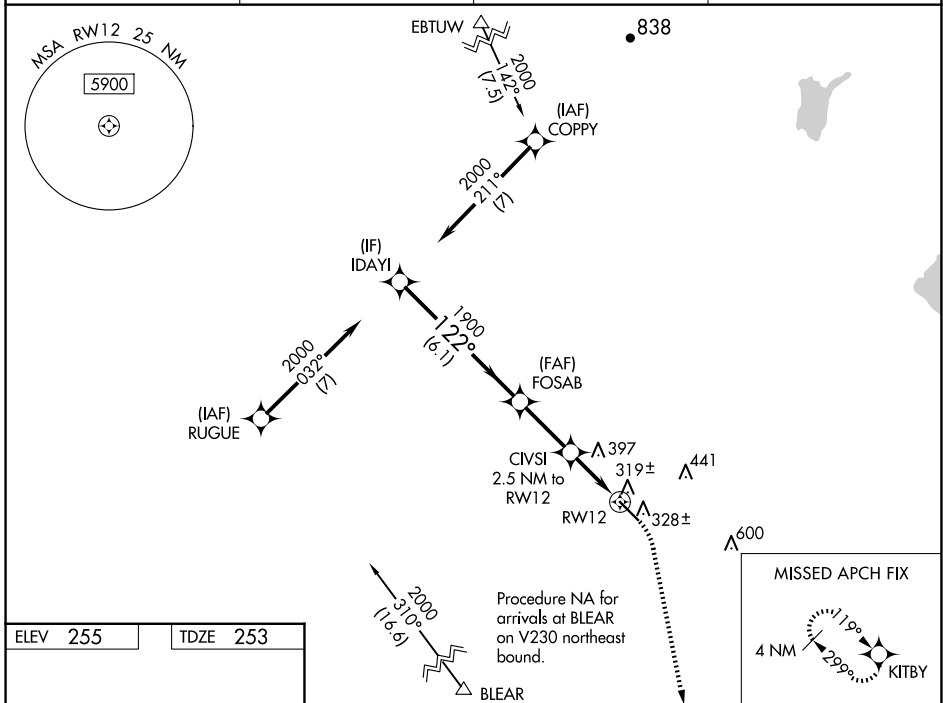 MSA RW12 25 NM
5900
EBTUW
2000
142°
(7.5)
838
(IAF)
COPPY
2000
211°
(7)
(IF)
IDAYI
1900
122°
(6.1)
2000
032°
(7)
(IAF)
RUGUE
(FAF)
FOSAB
CIVSI
2.5 NM to
RW12
397
319±
441
RW12
328±
600
2000
310°
(16.6)
BLEAR
Procedure NA for
arrivals at BLEAR
on V230 northeast
bound.
MISSED APCH FIX
4 NM
119°
299°
KITBY
ELEV 255
TDZE 253